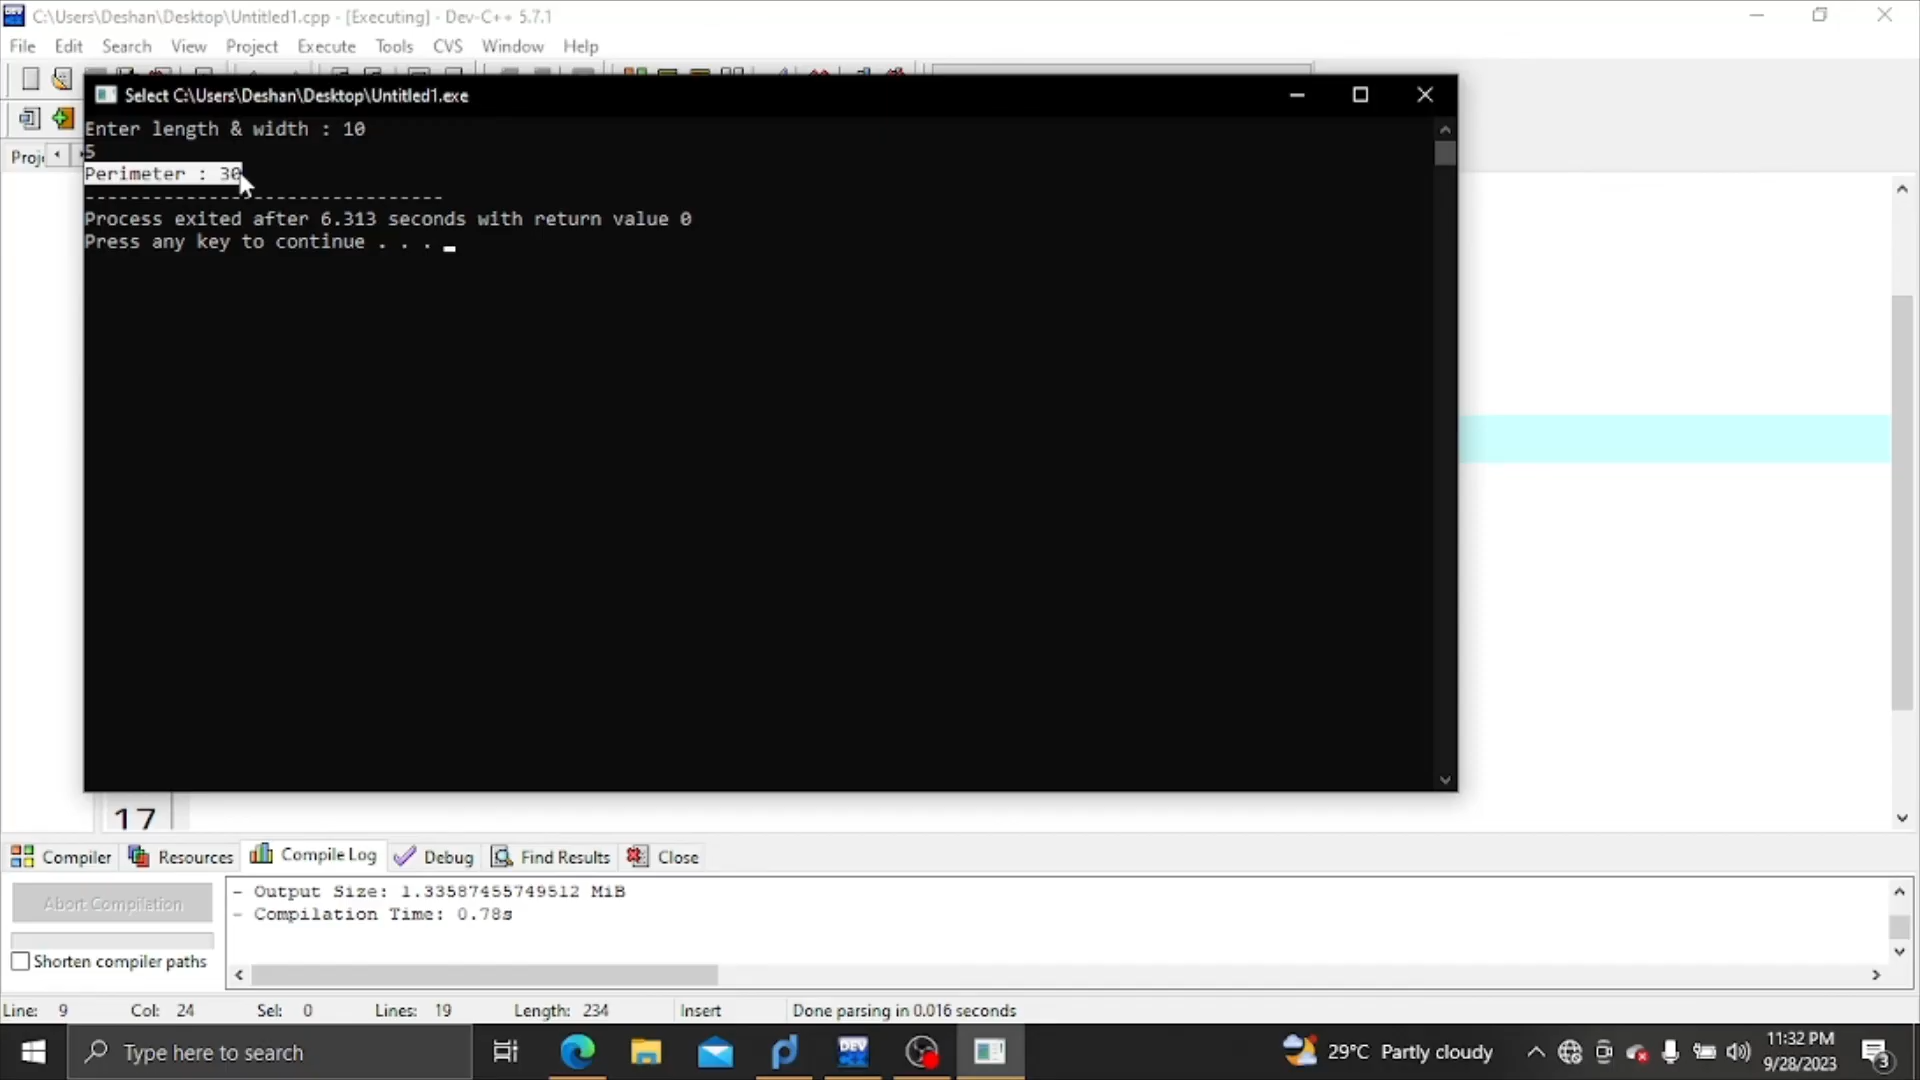 C:\Users\Deshan\Desktop\Untitled1.cpp - [Executing] - Dev-C++ 5.7.1
File Edit Search View Project Execute Tools CVS Window Help
Select C:\Users\Deshan\Desktop\Untitled1.exe
Enter length & width : 10
5
Perimeter : 30
--------------------------------
Process exited after 6.313 seconds with return value 0
Press any key to continue . . .
Proj
17
Compiler Resources Compile Log Debug Find Results Close
Abort Compilation
- Output Size: 1.33587455749512 MiB
- Compilation Time: 0.78s
Shorten compiler paths
Line: 9 Col: 24 Sel: 0 Lines: 19 Length: 234 Insert Done parsing in 0.016 seconds
Type here to search
DEV
29°C Partly cloudy
11:32 PM
9/28/2023
3